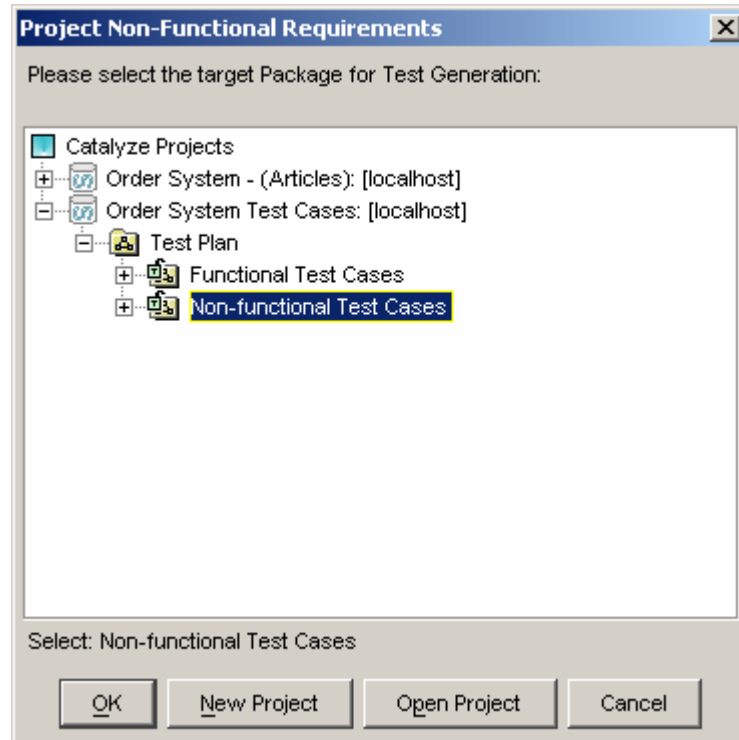 Project Non-Functional Requirements
Please select the target Package for Test Generation:
Catalyze Projects
Order System - (Articles): [localhost]
Order System Test Cases: [localhost]
Test Plan
Functional Test Cases
Non-functional Test Cases
Select: Non-functional Test Cases
OK New Project Open Project Cancel